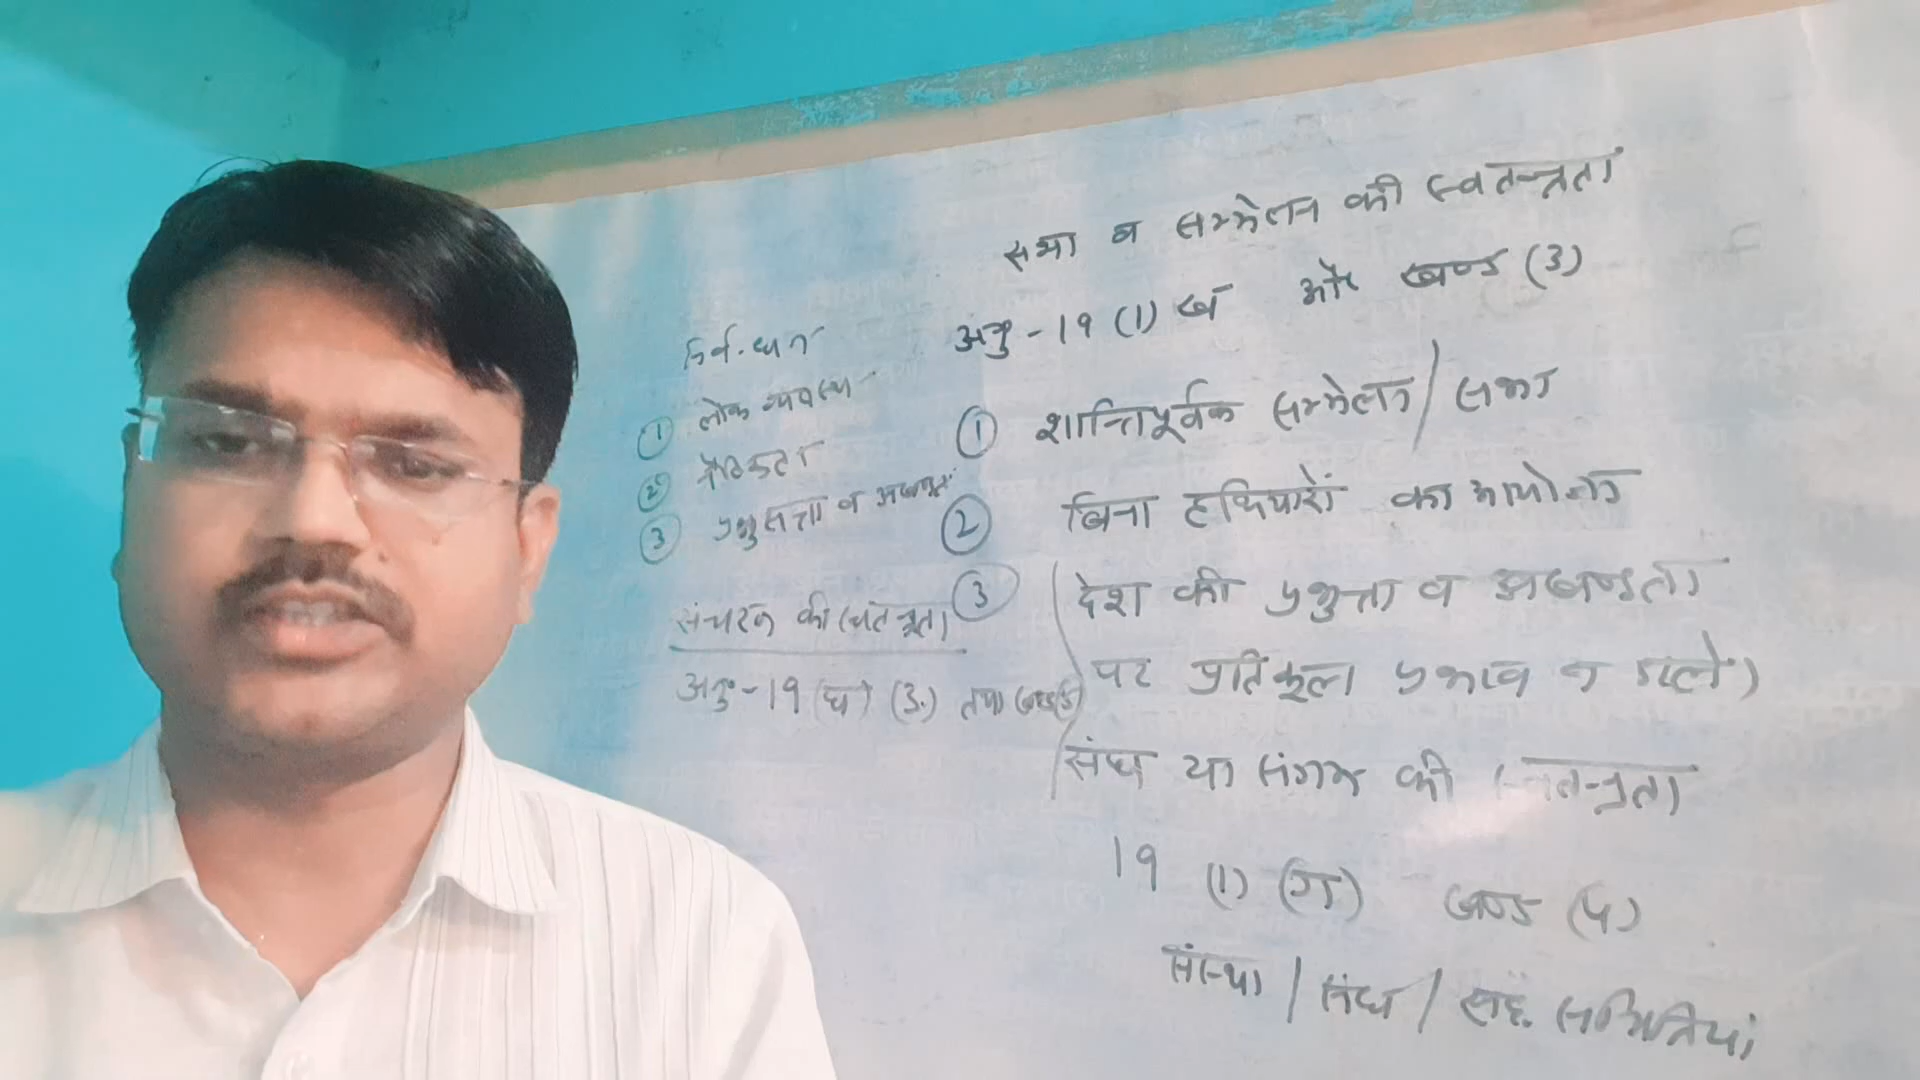 सभा व सम्मेलन की स्वतन्त्रता
अनु-19 (1) ख और खण्ड (3)
① शान्तिपूर्वक सम्मेलन/सभा
② बिना हथियारों का आयोजन
③ देश की प्रभुत्ता व अखण्डता
पर प्रतिकूल प्रभाव न डाले)
संघ या संगम की स्वतन्त्रता
19 (1) (ग) खण्ड (4)
संस्था / संघ / सह. समितियां
निर्बन्धन
① लोक व्यवस्था
② नैतिकता
③ प्रभुसत्ता व अखण्डता
संचरण की स्वतन्त्रता
अनु-19 (घ) (ड.) तथा खण्ड(5)